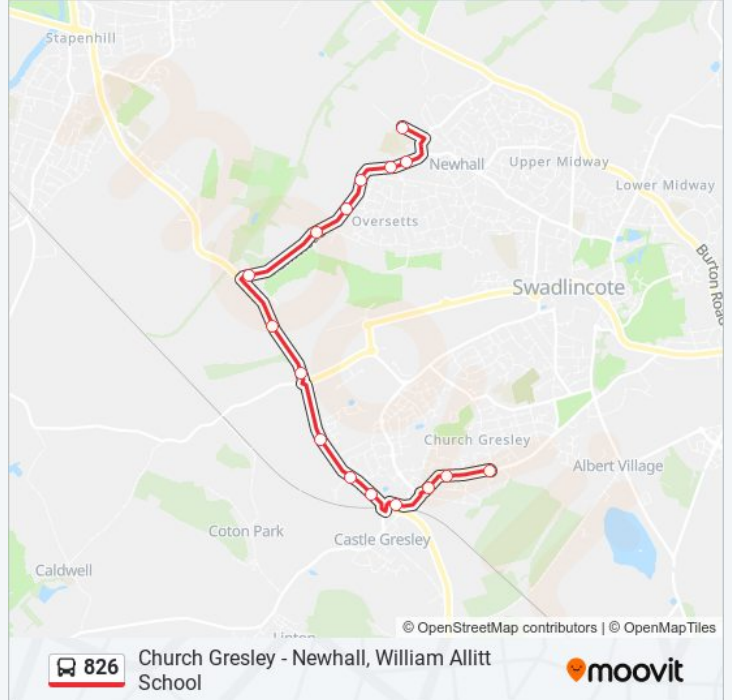 Stapenhill
Newhall
Upper Midway
Lower Midway
Oversetts
Burton Road
Swadlincote
Church Gresley
Albert Village
Coton Park
Castle Gresley
Caldwell
Linton
© OpenStreetMap contributors | © OpenMapTiles
826
Church Gresley - Newhall, William Allitt
School
moovit